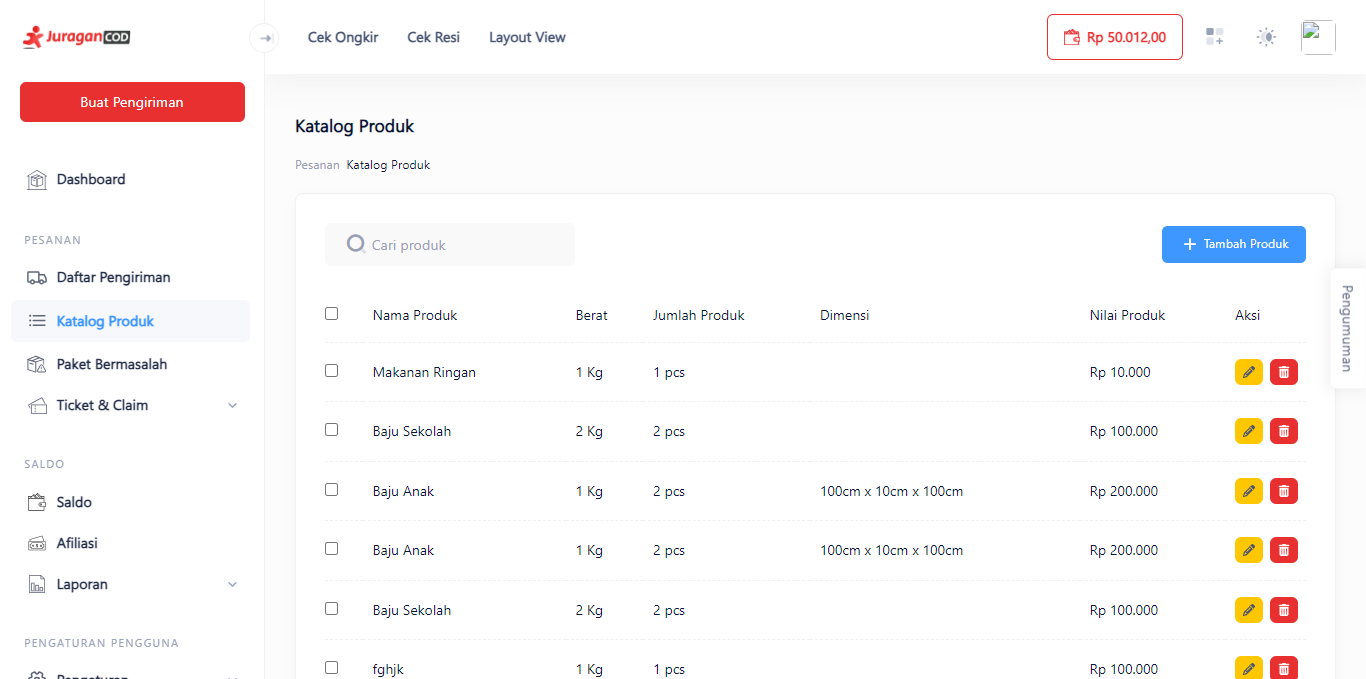 JuraganCOD
Cek Ongkir
Cek Resi
Layout View
Rp 50.012,00
Buat Pengiriman
Dashboard
PESANAN
Daftar Pengiriman
Katalog Produk
Paket Bermasalah
Ticket & Claim
SALDO
Saldo
Afiliasi
Laporan
PENGATURAN PENGGUNA
Pengaturan
Katalog Produk
Pesanan Katalog Produk
Cari produk
Tambah Produk
Nama Produk Berat Jumlah Produk Dimensi Nilai Produk Aksi
Makanan Ringan 1 Kg 1 pcs Rp 10.000
Baju Sekolah 2 Kg 2 pcs Rp 100.000
Baju Anak 1 Kg 2 pcs 100cm x 10cm x 100cm Rp 200.000
Baju Anak 1 Kg 2 pcs 100cm x 10cm x 100cm Rp 200.000
Baju Sekolah 2 Kg 2 pcs Rp 100.000
fghjk 1 Kg 1 pcs Rp 100.000
Pengumuman